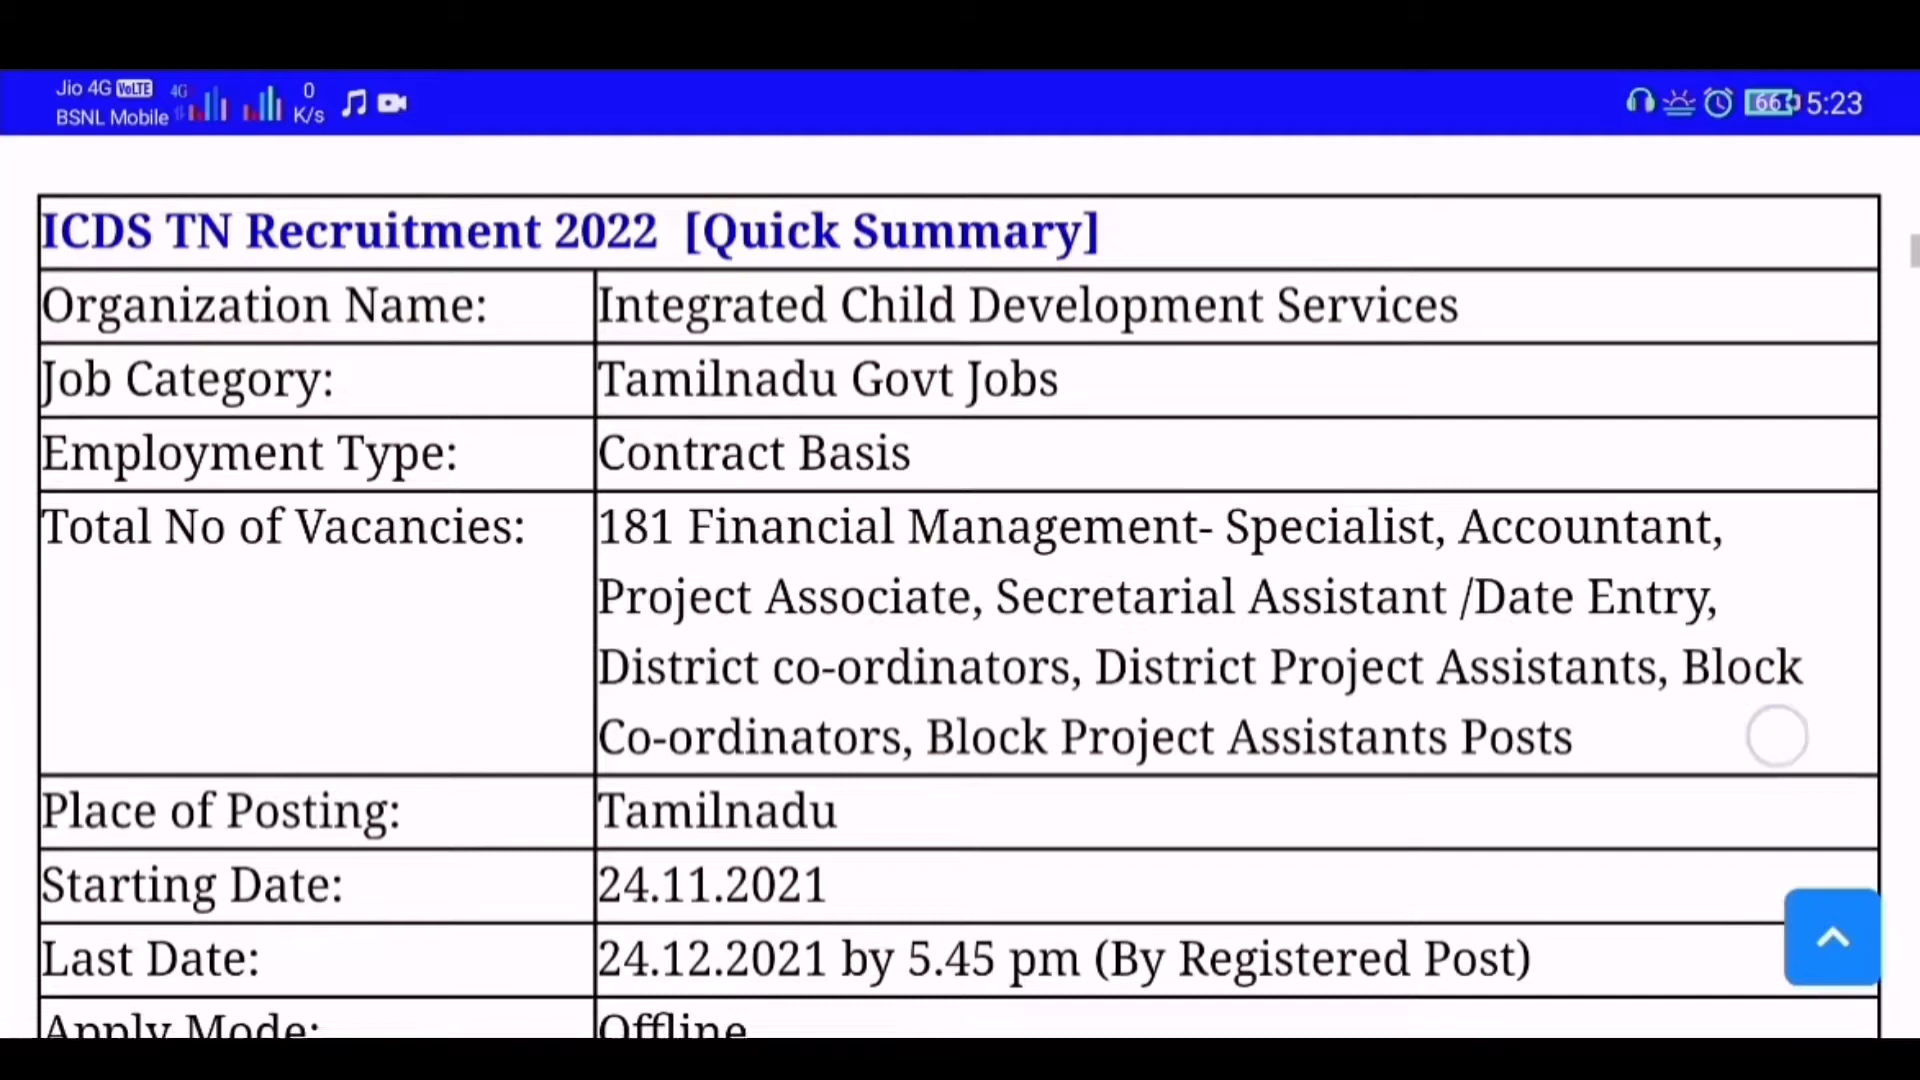 Jio 4G VoLTE 4G 0 K/s 66 5:23
BSNL Mobile
ICDS TN Recruitment 2022 [Quick Summary]
Organization Name: Integrated Child Development Services
Job Category: Tamilnadu Govt Jobs
Employment Type: Contract Basis
Total No of Vacancies: 181 Financial Management- Specialist, Accountant,
Project Associate, Secretarial Assistant /Date Entry,
District co-ordinators, District Project Assistants, Block
Co-ordinators, Block Project Assistants Posts
Place of Posting: Tamilnadu
Starting Date: 24.11.2021
Last Date: 24.12.2021 by 5.45 pm (By Registered Post)
Apply Mode: Offline